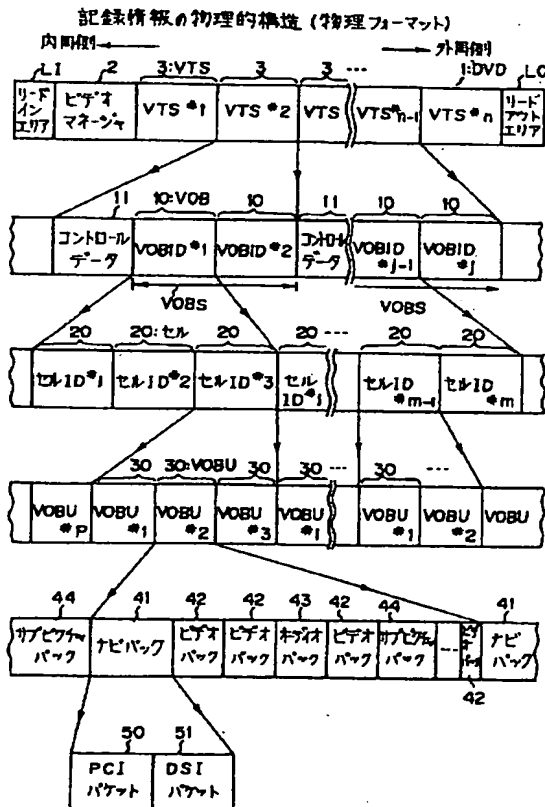 記録情報の物理的構造(物理フォーマット)
内周側 外周側
LI 2 3:VTS 3 3 --- 1:DVD LO
リードインエリア ビデオマネージャ VTS#1 VTS#2 VTS VTS#n-1 VTS#n リードアウトエリア
11 10:VOB 10 11 10 10
コントロールデータ VOBID#1 VOBID#2 コントロールデータ VOBID#j-1 VOBID#j
VOBS VOBS
20 20:セル 20 20 --- 20 20
セルID#1 セルID#2 セルID#3 セルID#1 セルID#m-1 セルID#m
30 30:VOBU 30 30 --- 30 ---
VOBU#P VOBU#1 VOBU#2 VOBU#3 VOBU#1 VOBU#1 VOBU#2 VOBU
44 41 42 42 43 42 44 41
サブピクチャパック ナビパック ビデオパック ビデオパック オーディオパック ビデオパック サブピクチャパック --- ビデオパック ナビパック
42
50 51
PCIパケット DSIパケット